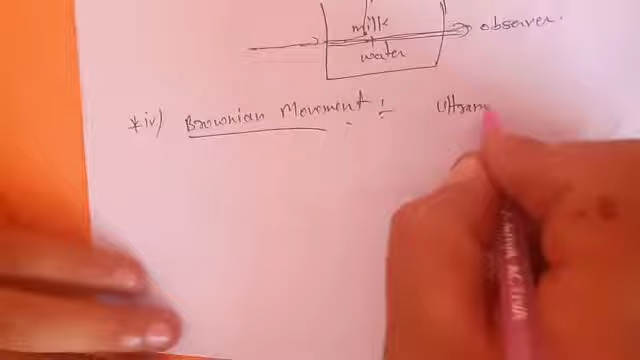 milk
observer.
water
*iv) Brownian Movement :-